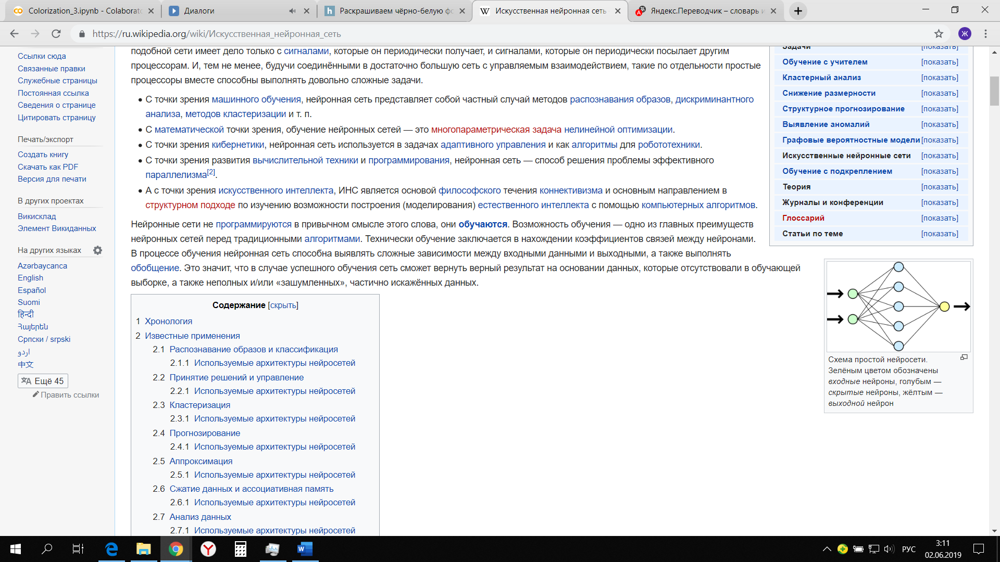 Colorization_3.ipynb - Colaborato
Диалоги
Раскрашиваем чёрно-белую фо
Искусственная нейронная сеть
Яндекс.Переводчик – словарь и
https://ru.wikipedia.org/wiki/Искусственная_нейронная_сеть
Ж
Ссылки сюда
Связанные правки
Служебные страницы
Постоянная ссылка
Сведения о странице
Цитировать страницу
Печать/экспорт
Создать книгу
Скачать как PDF
Версия для печати
В других проектах
Викисклад
Элемент Викиданных
На других языках
Azərbaycanca
English
Español
Suomi
हिन्दी
Հայերեն
Српски / srpski
اردو
中文
Ещё 45
Править ссылки
подобной сети имеет дело только с сигналами, которые он периодически получает, и сигналами, которые он периодически посылает другим
процессорам. И, тем не менее, будучи соединёнными в достаточно большую сеть с управляемым взаимодействием, такие по отдельности простые
процессоры вместе способны выполнять довольно сложные задачи.
• С точки зрения машинного обучения, нейронная сеть представляет собой частный случай методов распознавания образов, дискриминантного
анализа, методов кластеризации и т. п.
• С математической точки зрения, обучение нейронных сетей — это многопараметрическая задача нелинейной оптимизации.
• С точки зрения кибернетики, нейронная сеть используется в задачах адаптивного управления и как алгоритмы для робототехники.
• С точки зрения развития вычислительной техники и программирования, нейронная сеть — способ решения проблемы эффективного
параллелизма[2].
• А с точки зрения искусственного интеллекта, ИНС является основой философского течения коннективизма и основным направлением в
структурном подходе по изучению возможности построения (моделирования) естественного интеллекта с помощью компьютерных алгоритмов.
Нейронные сети не программируются в привычном смысле этого слова, они обучаются. Возможность обучения — одно из главных преимуществ
нейронных сетей перед традиционными алгоритмами. Технически обучение заключается в нахождении коэффициентов связей между нейронами.
В процессе обучения нейронная сеть способна выявлять сложные зависимости между входными данными и выходными, а также выполнять
обобщение. Это значит, что в случае успешного обучения сеть сможет вернуть верный результат на основании данных, которые отсутствовали в обучающей
выборке, а также неполных и/или «зашумленных», частично искажённых данных.
Содержание [скрыть]
1 Хронология
2 Известные применения
2.1 Распознавание образов и классификация
2.1.1 Используемые архитектуры нейросетей
2.2 Принятие решений и управление
2.2.1 Используемые архитектуры нейросетей
2.3 Кластеризация
2.3.1 Используемые архитектуры нейросетей
2.4 Прогнозирование
2.4.1 Используемые архитектуры нейросетей
2.5 Аппроксимация
2.5.1 Используемые архитектуры нейросетей
2.6 Сжатие данных и ассоциативная память
2.6.1 Используемые архитектуры нейросетей
2.7 Анализ данных
2.7.1 Используемые архитектуры нейросетей
Задачи [показать]
Обучение с учителем [показать]
Кластерный анализ [показать]
Снижение размерности [показать]
Структурное прогнозирование [показать]
Выявление аномалий [показать]
Графовые вероятностные модели [показать]
Искусственные нейронные сети [показать]
Обучение с подкреплением [показать]
Теория [показать]
Журналы и конференции [показать]
Глоссарий [показать]
Статьи по теме [показать]
Схема простой нейросети.
Зелёным цветом обозначены
входные нейроны, голубым —
скрытые нейроны, жёлтым —
выходной нейрон
РУС
3:11
02.06.2019